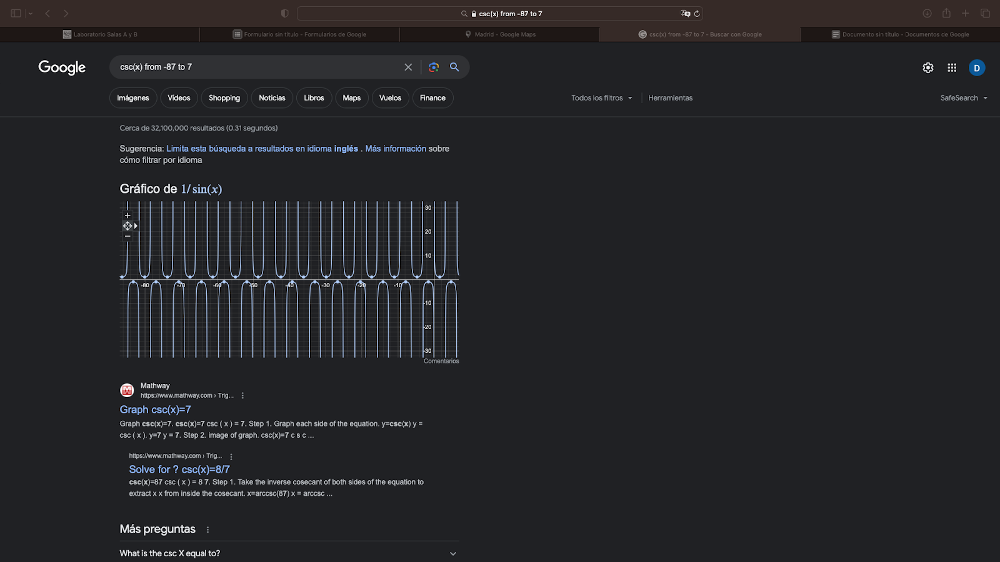 csc(x) from -87 to 7
Laboratorio Salas A y B
Formulario sin título - Formularios de Google
Madrid - Google Maps
csc(x) from -87 to 7 - Buscar con Google
Documento sin título - Documentos de Google
Google
csc(x) from -87 to 7
D
Imágenes
Vídeos
Shopping
Noticias
Libros
Maps
Vuelos
Finance
Todos los filtros
Herramientas
SafeSearch
Cerca de 32,100,000 resultados (0.31 segundos)
Sugerencia: Limita esta búsqueda a resultados en idioma inglés . Más información sobre
cómo filtrar por idioma
Gráfico de 1/ sin(x)
30
20
10
-80 -70 -60 -50 -40 -30 -20 -10
-10
-20
-30
Comentarios
Mathway
https://www.mathway.com › Trig...
Graph csc(x)=7
Graph csc(x)=7. csc(x)=7 csc ( x ) = 7. Step 1. Graph each side of the equation. y=csc(x) y =
csc ( x ). y=7 y = 7. Step 2. image of graph. csc(x)=7 c s c ...
https://www.mathway.com › Trig...
Solve for ? csc(x)=8/7
csc(x)=87 csc ( x ) = 8 7. Step 1. Take the inverse cosecant of both sides of the equation to
extract x x from inside the cosecant. x=arccsc(87) x = arccsc ...
Más preguntas
What is the csc X equal to?